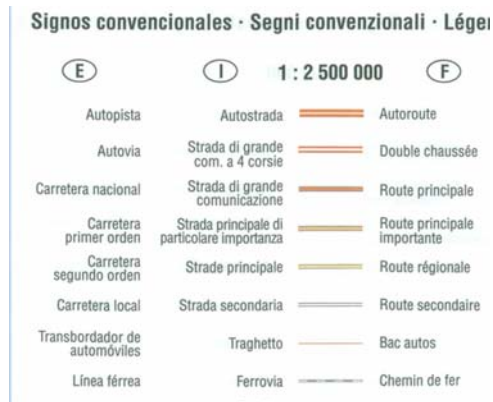 Signos convencionales · Segni convenzionali · Léger
E I 1 : 2 500 000 F
Autopista Autostrada Autoroute
Autovia Strada di grande com. a 4 corsie Double chaussée
Carretera nacional Strada di grande comunicazione Route principale
Carretera primer orden Strada principale di particolare importanza Route principale importante
Carretera segundo orden Strade principale Route régionale
Carretera local Strada secondaria Route secondaire
Transbordador de automóviles Traghetto Bac autos
Línea férrea Ferrovia Chemin de fer